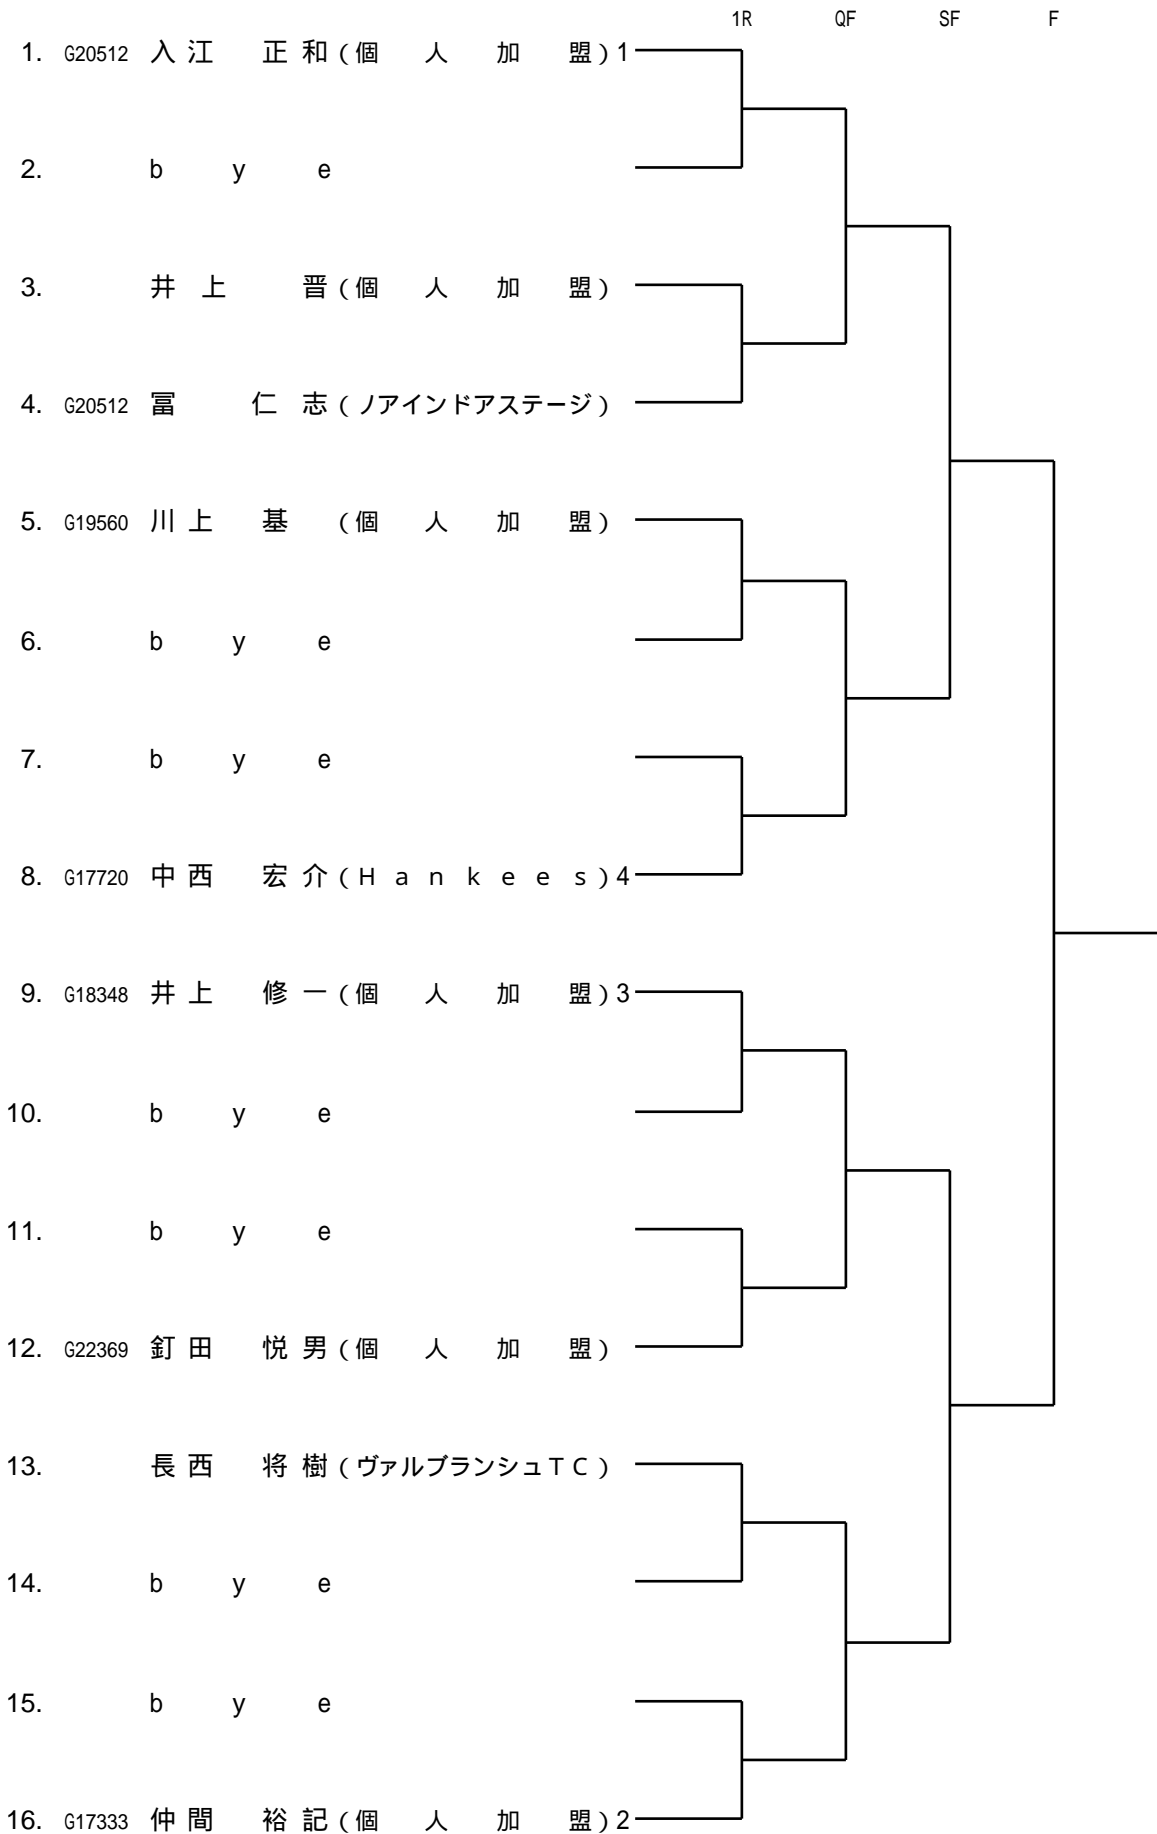 1R QF SF F
1. G20512 入江 正和(個人加盟)1
2. bye
3. 井上 晋(個人加盟)
4. G20512 冨 仁志(ノアインドアステージ)
5. G19560 川上 基 (個人加盟)
6. bye
7. bye
8. G17720 中西 宏介(Hankees)4
9. G18348 井上 修一(個人加盟)3
10. bye
11. bye
12. G22369 釘田 悦男(個人加盟)
13. 長西 将樹(ヴァルブランシュTC)
14. bye
15. bye
16. G17333 仲間 裕記(個人加盟)2